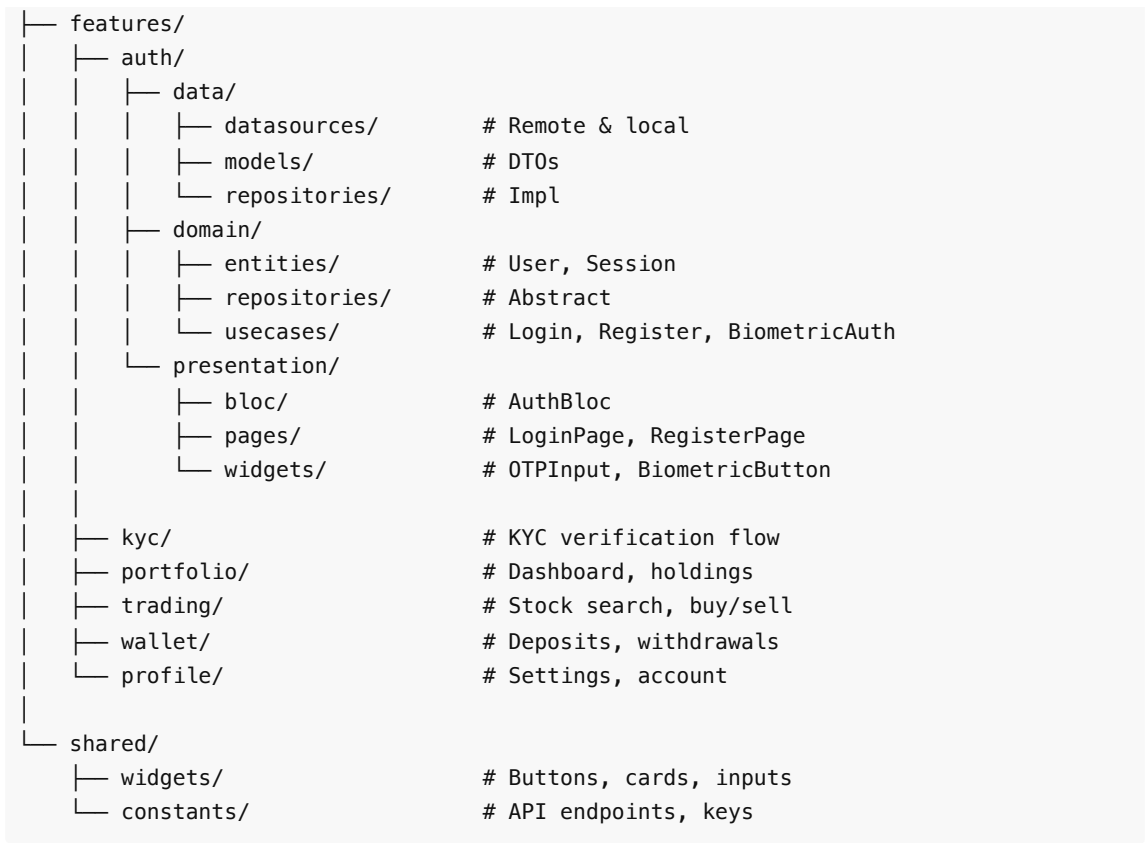 ├── features/
│   ├── auth/
│   │   ├── data/
│   │   │   ├── datasources/       # Remote & local
│   │   │   ├── models/            # DTOs
│   │   │   └── repositories/      # Impl
│   │   ├── domain/
│   │   │   ├── entities/          # User, Session
│   │   │   ├── repositories/      # Abstract
│   │   │   └── usecases/          # Login, Register, BiometricAuth
│   │   └── presentation/
│   │       ├── bloc/              # AuthBloc
│   │       ├── pages/             # LoginPage, RegisterPage
│   │       └── widgets/           # OTPInput, BiometricButton
│   │
│   ├── kyc/                       # KYC verification flow
│   ├── portfolio/                 # Dashboard, holdings
│   ├── trading/                   # Stock search, buy/sell
│   ├── wallet/                    # Deposits, withdrawals
│   └── profile/                   # Settings, account
│
└── shared/
    ├── widgets/                   # Buttons, cards, inputs
    └── constants/                 # API endpoints, keys